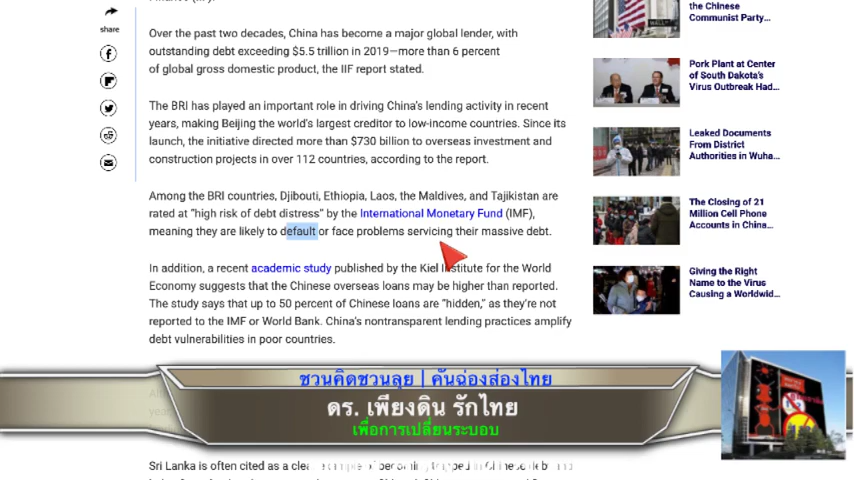 share
Over the past two decades, China has become a major global lender, with
outstanding debt exceeding $5.5 trillion in 2019—more than 6 percent
of global gross domestic product, the IIF report stated.
The BRI has played an important role in driving China's lending activity in recent
years, making Beijing the world's largest creditor to low-income countries. Since its
launch, the initiative directed more than $730 billion to overseas investment and
construction projects in over 112 countries, according to the report.
Among the BRI countries, Djibouti, Ethiopia, Laos, the Maldives, and Tajikistan are
rated at "high risk of debt distress" by the International Monetary Fund (IMF),
meaning they are likely to default or face problems servicing their massive debt.
In addition, a recent academic study published by the Kiel Institute for the World
Economy suggests that the Chinese overseas loans may be higher than reported.
The study says that up to 50 percent of Chinese loans are "hidden," as they're not
reported to the IMF or World Bank. China's nontransparent lending practices amplify
debt vulnerabilities in poor countries.
the Chinese
Communist Party...
Pork Plant at Center
of South Dakota's
Virus Outbreak Had...
Leaked Documents
From District
Authorities in Wuha...
The Closing of 21
Million Cell Phone
Accounts in China...
Giving the Right
Name to the Virus
Causing a Worldwid...
ชวนคิดชวนลุย | คันฉ่องส่องไทย
ดร. เพียงดิน รักไทย
เพื่อการเปลี่ยนระบอบ
Sri Lanka is often cited as a clear